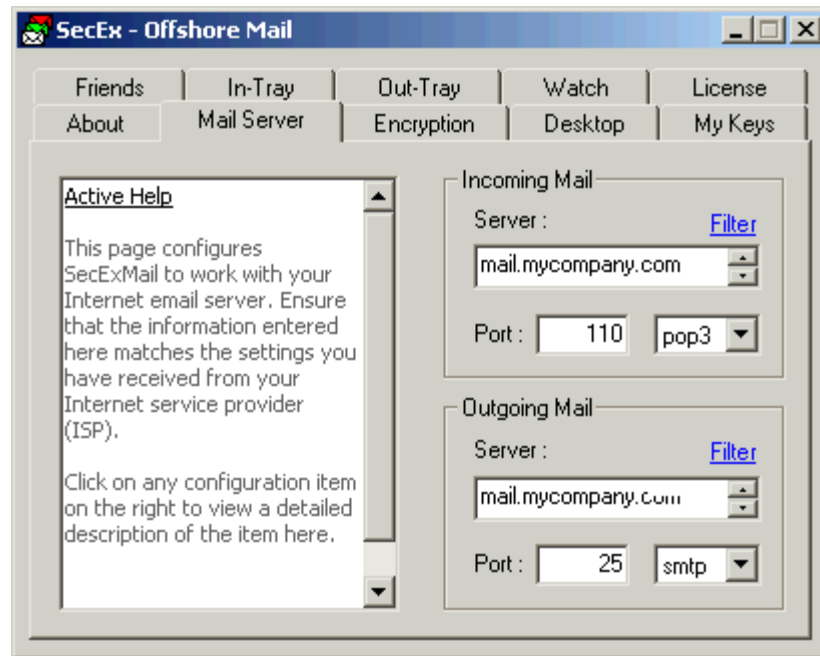 SecEx - Offshore Mail
Friends In-Tray Out-Tray Watch License
About Mail Server Encryption Desktop My Keys
Active Help
This page configures
SecExMail to work with your
Internet email server. Ensure
that the information entered
here matches the settings you
have received from your
Internet service provider
(ISP).
Click on any configuration item
on the right to view a detailed
description of the item here.
Incoming Mail
Server : Filter
mail.mycompany.com
Port : 110 pop3
Outgoing Mail
Server : Filter
mail.mycompany.com
Port : 25 smtp